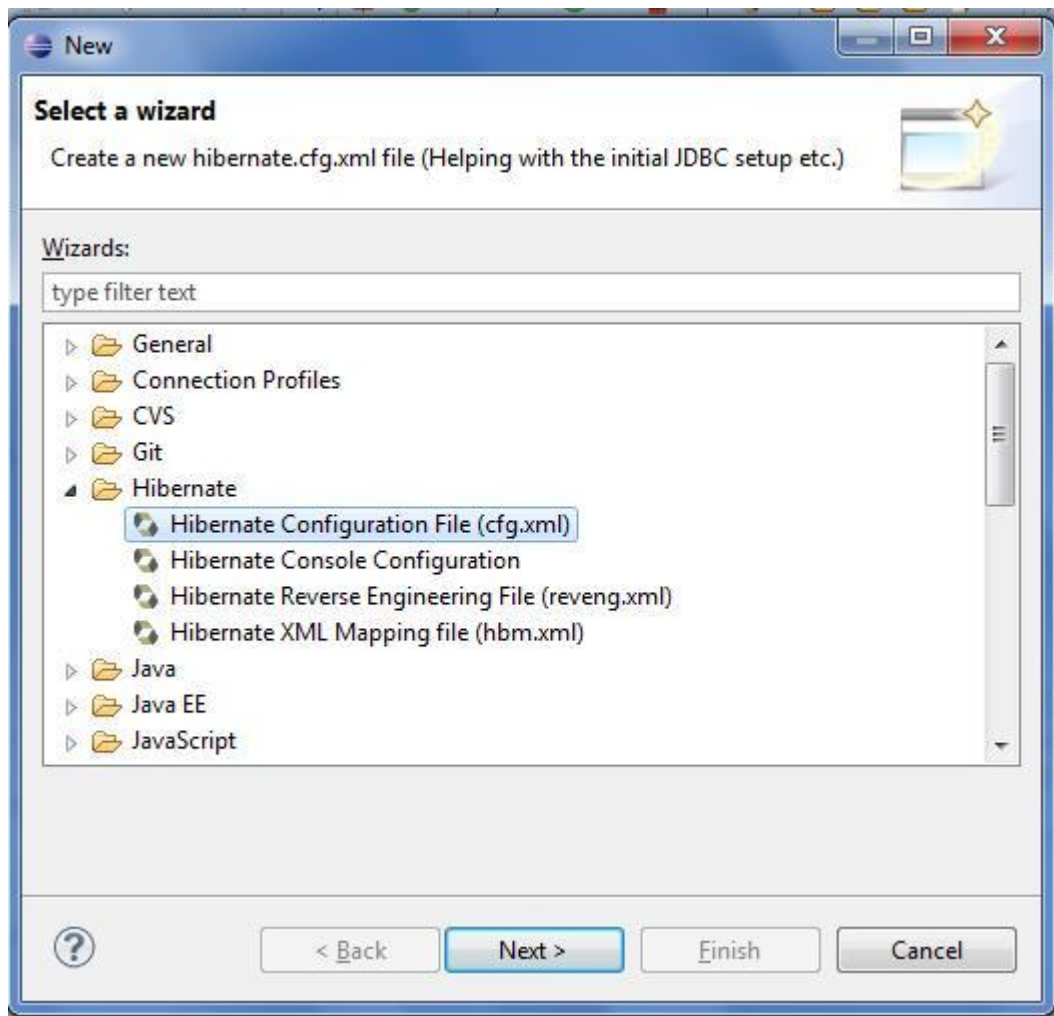 New
Select a wizard
Create a new hibernate.cfg.xml file (Helping with the initial JDBC setup etc.)
Wizards:
type filter text
General
Connection Profiles
CVS
Git
Hibernate
Hibernate Configuration File (cfg.xml)
Hibernate Console Configuration
Hibernate Reverse Engineering File (reveng.xml)
Hibernate XML Mapping file (hbm.xml)
Java
Java EE
JavaScript
< Back Next > Finish Cancel